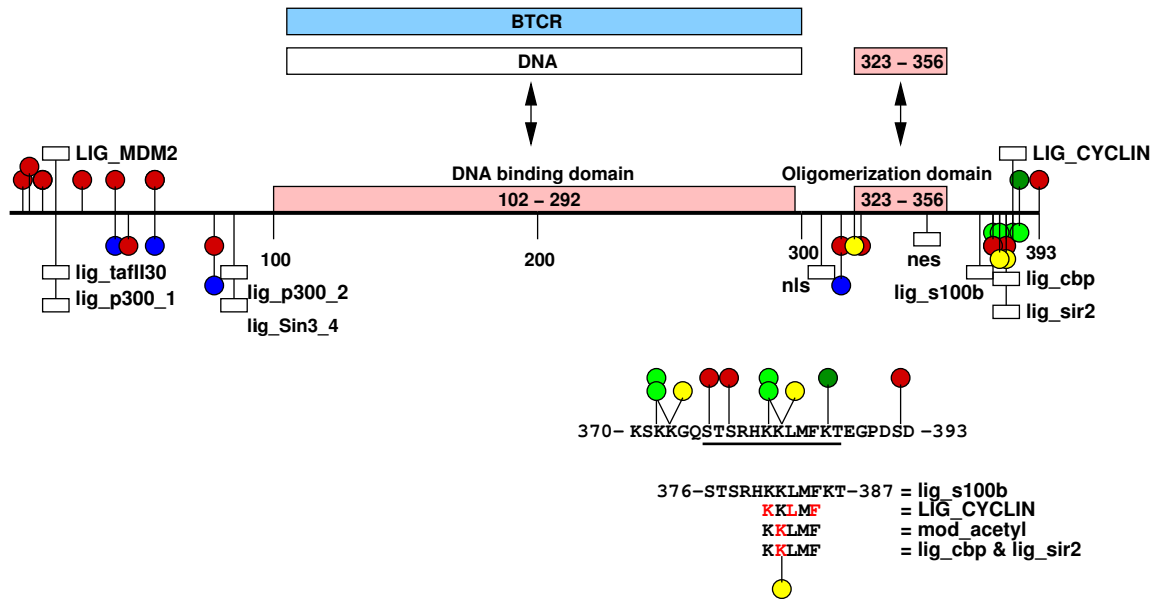 BTCR
DNA
323 – 356
LIG_MDM2
LIG_CYCLIN
DNA binding domain
Oligomerization domain
102 – 292
323 – 356
100
200
300
393
nes
lig_tafII30
lig_p300_2
nls
lig_s100b
lig_cbp
lig_p300_1
lig_Sin3_4
lig_sir2
370– KSKKGQSTSRHKKLMFKTEGPDSD –393
376–STSRHKKLMFKT–387 = lig_s100b
KKLMF = LIG_CYCLIN
KKLMF = mod_acetyl
KKLMF = lig_cbp & lig_sir2